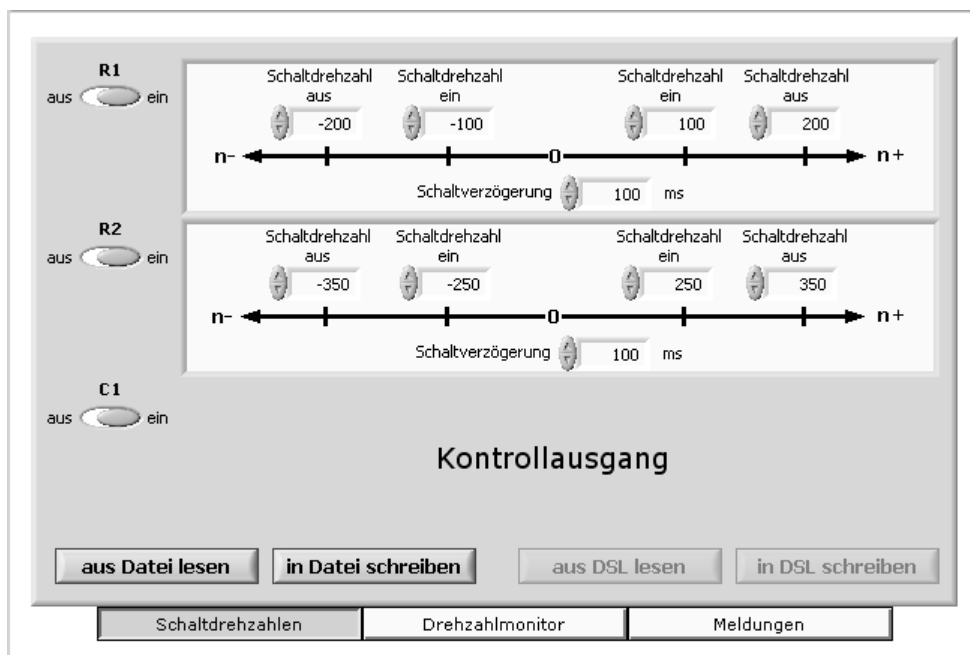 R1
aus ein
Schaltdrehzahl aus Schaltdrehzahl ein Schaltdrehzahl ein Schaltdrehzahl aus
-200 -100 100 200
n- 0 n+
Schaltverzögerung 100 ms
R2
aus ein
Schaltdrehzahl aus Schaltdrehzahl ein Schaltdrehzahl ein Schaltdrehzahl aus
-350 -250 250 350
n- 0 n+
Schaltverzögerung 100 ms
C1
aus ein
Kontrollausgang
aus Datei lesen in Datei schreiben aus DSL lesen in DSL schreiben
Schaltdrehzahlen Drehzahlmonitor Meldungen